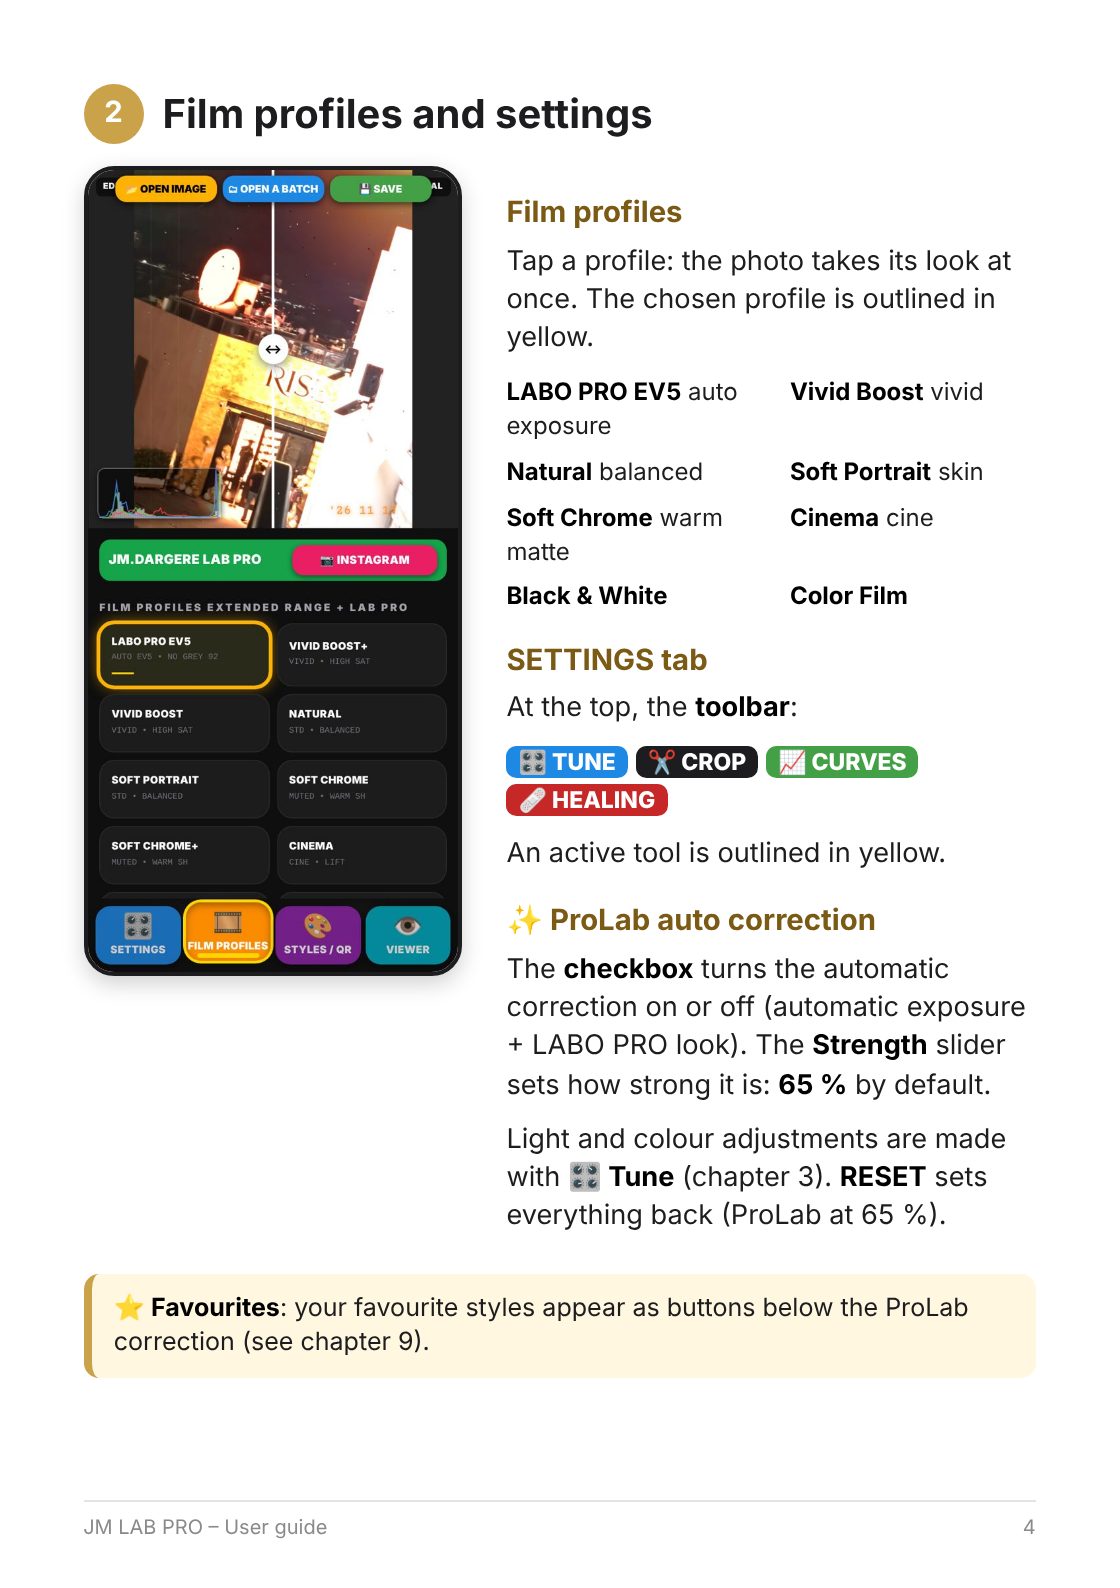 2 Film profiles and settings
ED
📂 OPEN IMAGE
🗂 OPEN A BATCH
💾 SAVE
AL
'26 11
JM.DARGERE LAB PRO
📷 INSTAGRAM
FILM PROFILES EXTENDED RANGE + LAB PRO
LABO PRO EV5
AUTO EV5 • NO GREY 92
VIVID BOOST+
VIVID • HIGH SAT
VIVID BOOST
VIVID • HIGH SAT
NATURAL
STD • BALANCED
SOFT PORTRAIT
STD • BALANCED
SOFT CHROME
MUTED • WARM SH
SOFT CHROME+
MUTED • WARM SH
CINEMA
CINE • LIFT
SETTINGS
FILM PROFILES
STYLES / QR
VIEWER
Film profiles
Tap a profile: the photo takes its look at
once. The chosen profile is outlined in
yellow.
LABO PRO EV5 auto
exposure
Vivid Boost vivid
Natural balanced
Soft Portrait skin
Soft Chrome warm
matte
Cinema cine
Black & White
Color Film
SETTINGS tab
At the top, the toolbar:
🎛️ TUNE ✂️ CROP 📈 CURVES
🩹 HEALING
An active tool is outlined in yellow.
✨ ProLab auto correction
The checkbox turns the automatic
correction on or off (automatic exposure
+ LABO PRO look). The Strength slider
sets how strong it is: 65 % by default.
Light and colour adjustments are made
with 🎛️ Tune (chapter 3). RESET sets
everything back (ProLab at 65 %).
⭐ Favourites: your favourite styles appear as buttons below the ProLab
correction (see chapter 9).
JM LAB PRO – User guide
4